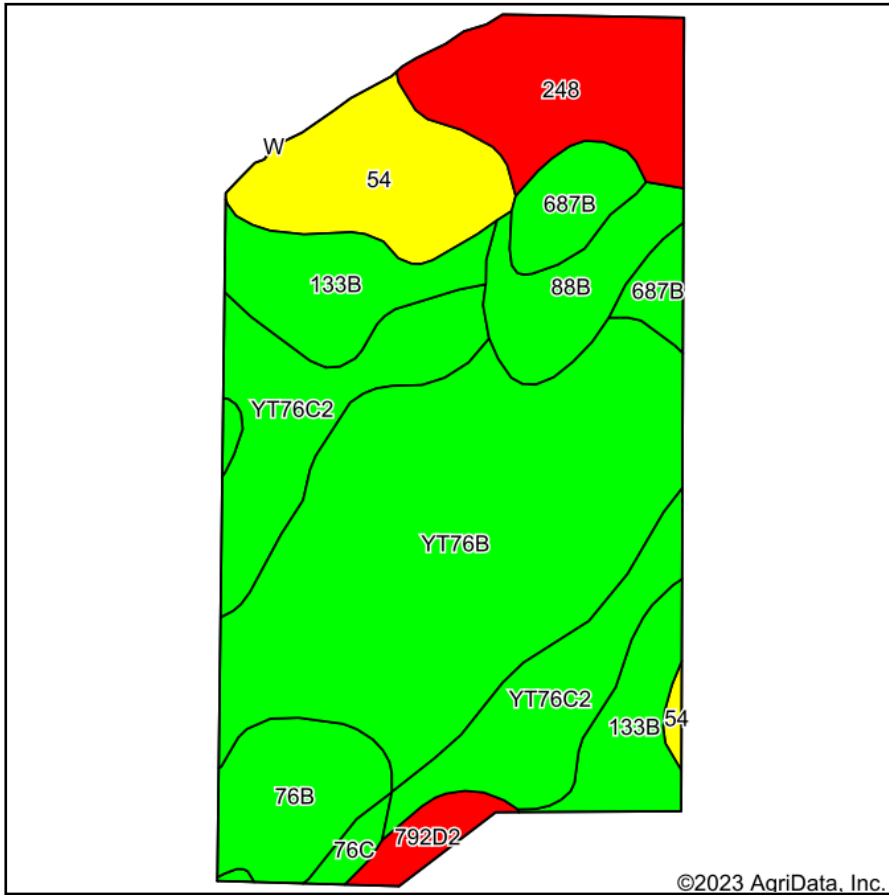 248
W
54
687B
133B
88B
687B
YT76C2
YT76B
YT76C2
54
133B
76B
792D2
76C
©2023 AgriData, Inc.